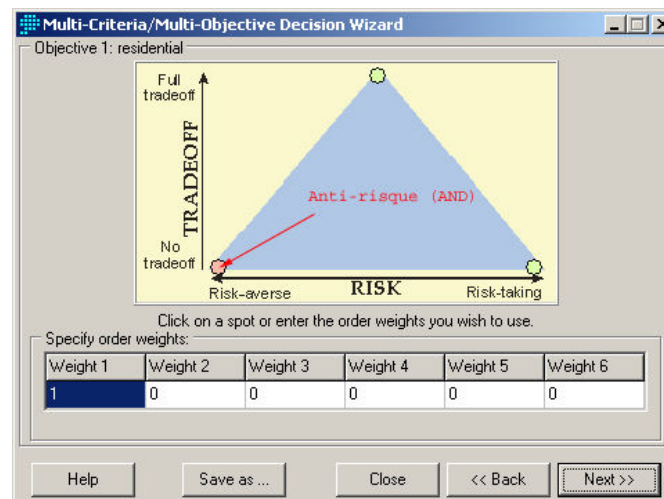 Multi-Criteria/Multi-Objective Decision Wizard
Objective 1: residential
Full
tradeoff
TRADEOFF
Anti-risque (AND)
No
tradeoff
Risk-averse RISK Risk-taking
Click on a spot or enter the order weights you wish to use.
Specify order weights:
Weight 1 Weight 2 Weight 3 Weight 4 Weight 5 Weight 6
1 0 0 0 0 0
Help Save as ... Close << Back Next >>